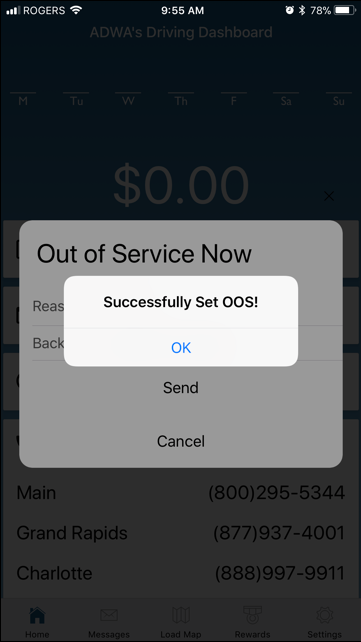 ROGERS 9:55 AM 78%
ADWA's Driving Dashboard
M Tu W Th F Sa Su
$0.00
×
Out of Service Now
Successfully Set OOS!
Reas
OK
Back
Send
Cancel
Main (800)295-5344
Grand Rapids (877)937-4001
Charlotte (888)997-9911
Home Messages Load Map Rewards Settings